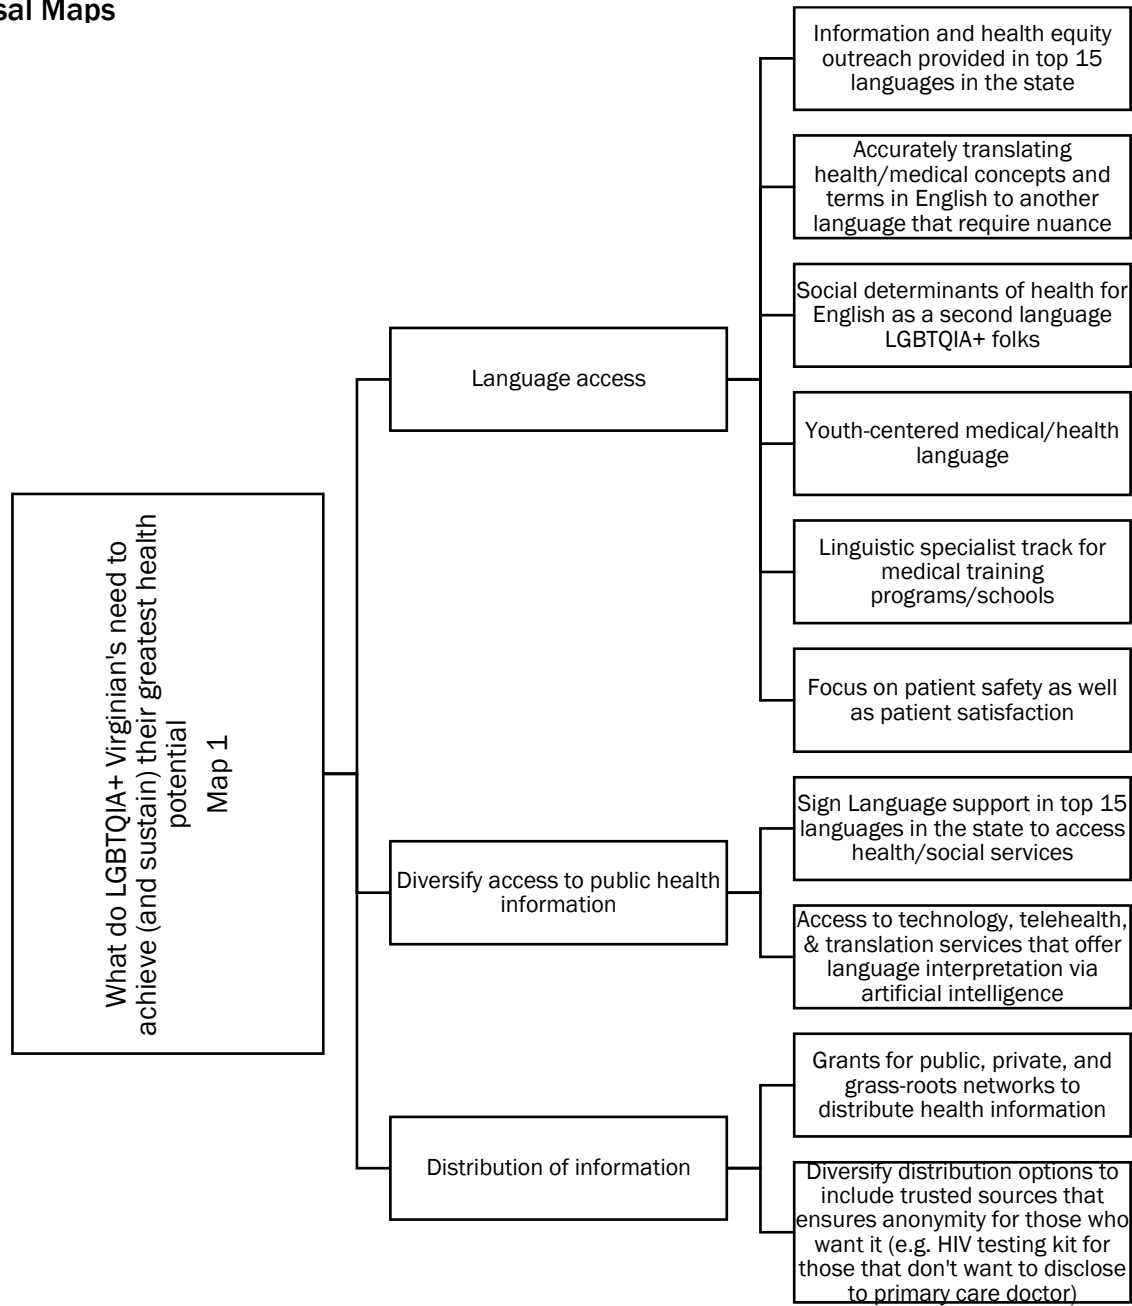 sal Maps
What do LGBTQIA+ Virginian's need to
achieve (and sustain) their greatest health
potential
Map 1
Language access
Information and health equity
outreach provided in top 15
languages in the state
Accurately translating
health/medical concepts and
terms in English to another
language that require nuance
Social determinants of health for
English as a second language
LGBTQIA+ folks
Youth-centered medical/health
language
Linguistic specialist track for
medical training
programs/schools
Focus on patient safety as well
as patient satisfaction
Diversify access to public health
information
Sign Language support in top 15
languages in the state to access
health/social services
Access to technology, telehealth,
& translation services that offer
language interpretation via
artificial intelligence
Distribution of information
Grants for public, private, and
grass-roots networks to
distribute health information
Diversify distribution options to
include trusted sources that
ensures anonymity for those who
want it (e.g. HIV testing kit for
those that don't want to disclose
to primary care doctor)